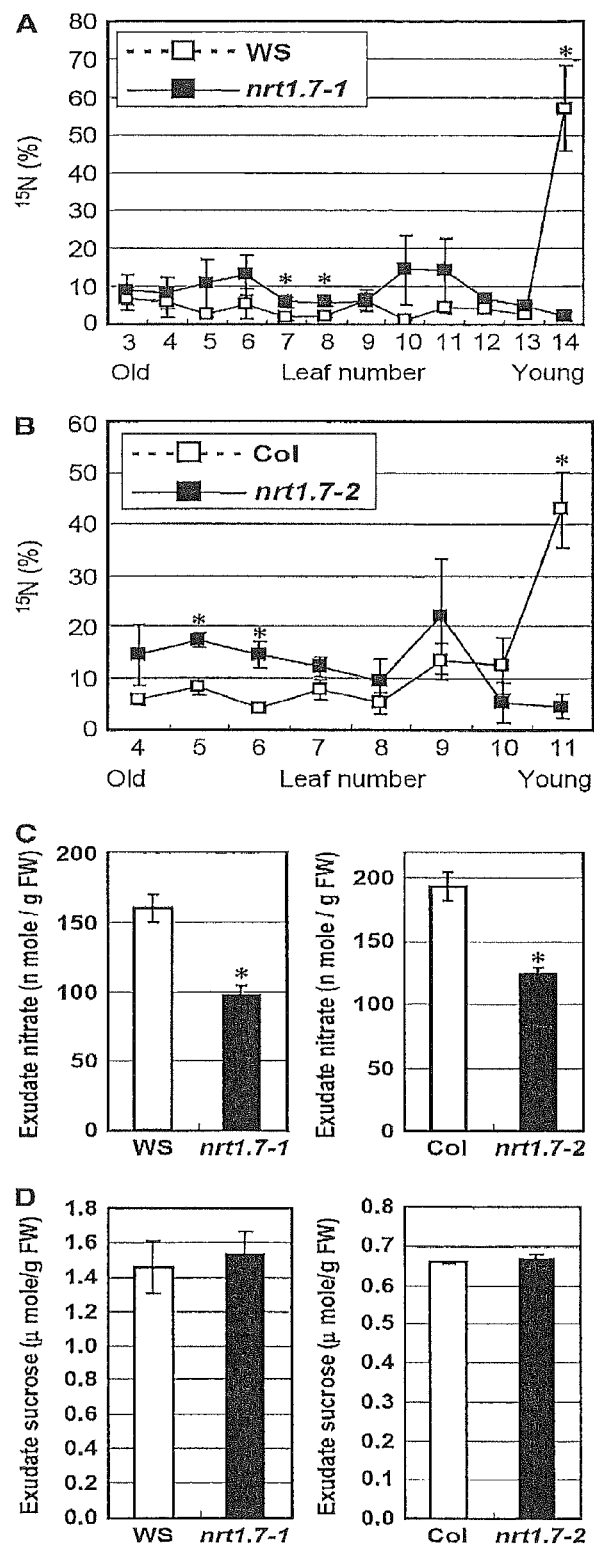 A
80
70
60
50
40
30
20
10
0
15N (%)
WS
nrt1.7-1
*
* *
3 4 5 6 7 8 9 10 11 12 13 14
Old Leaf number Young
B
60
50
40
30
20
10
0
15N (%)
Col
nrt1.7-2
*
* *
4 5 6 7 8 9 10 11
Old Leaf number Young
C
Exudate nitrate (n mole / g FW)
200
150
100
50
0
*
WS nrt1.7-1
Exudate nitrate (n mole / g FW)
200
150
100
50
0
*
Col nrt1.7-2
D
Exudate sucrose (μ mole/g FW)
1.8
1.6
1.4
1.2
1.0
0.8
0.6
0.4
0.2
0.0
WS nrt1.7-1
Exudate sucrose (μ mole/g FW)
0.8
0.7
0.6
0.5
0.4
0.3
0.2
0.1
0.0
Col nrt1.7-2